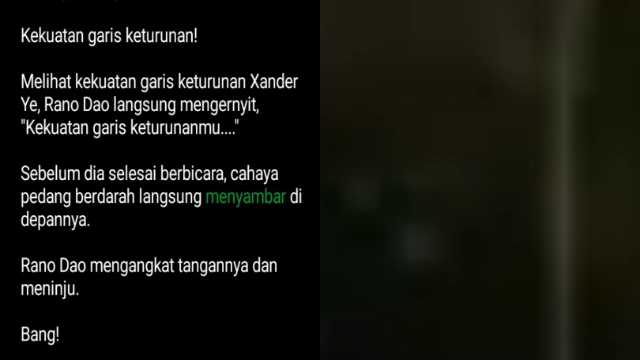 Kekuatan garis keturunan!
Melihat kekuatan garis keturunan Xander
Ye, Rano Dao langsung mengernyit,
"Kekuatan garis keturunanmu...."
Sebelum dia selesai berbicara, cahaya
pedang berdarah langsung menyambar di
depannya.
Rano Dao mengangkat tangannya dan
meninju.
Bang!